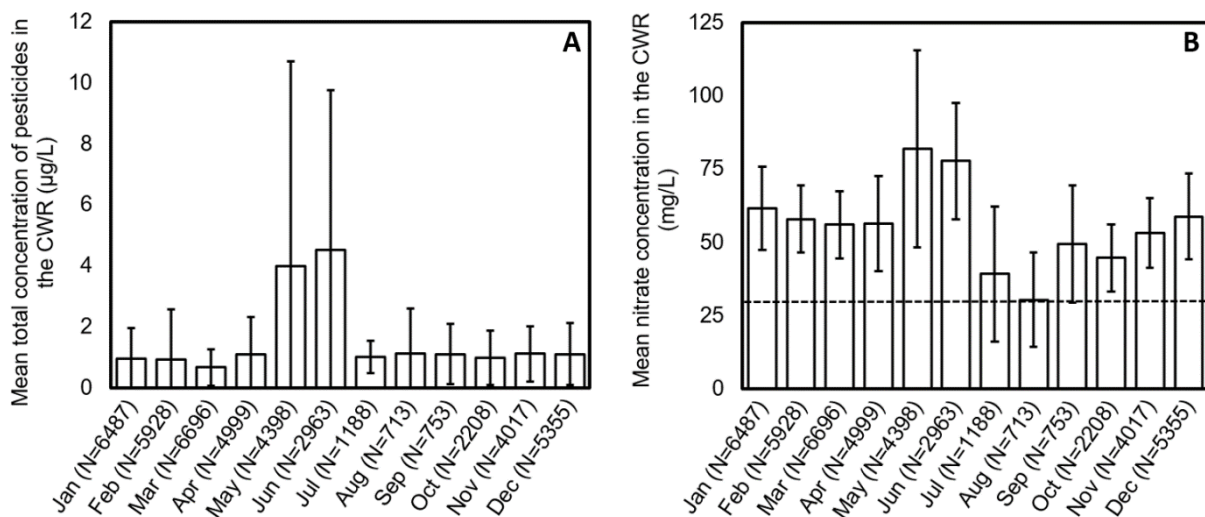 Mean total concentration of pesticides in
the CWR (µg/L)
12
10
8
6
4
2
0
A
Jan (N=6487)
Feb (N=5928)
Mar (N=6696)
Apr (N=4999)
May (N=4398)
Jun (N=2963)
Jul (N=1188)
Aug (N=713)
Sep (N=753)
Oct (N=2208)
Nov (N=4017)
Dec (N=5355)
Mean nitrate concentration in the CWR
(mg/L)
125
100
75
50
25
0
B
Jan (N=6487)
Feb (N=5928)
Mar (N=6696)
Apr (N=4999)
May (N=4398)
Jun (N=2963)
Jul (N=1188)
Aug (N=713)
Sep (N=753)
Oct (N=2208)
Nov (N=4017)
Dec (N=5355)